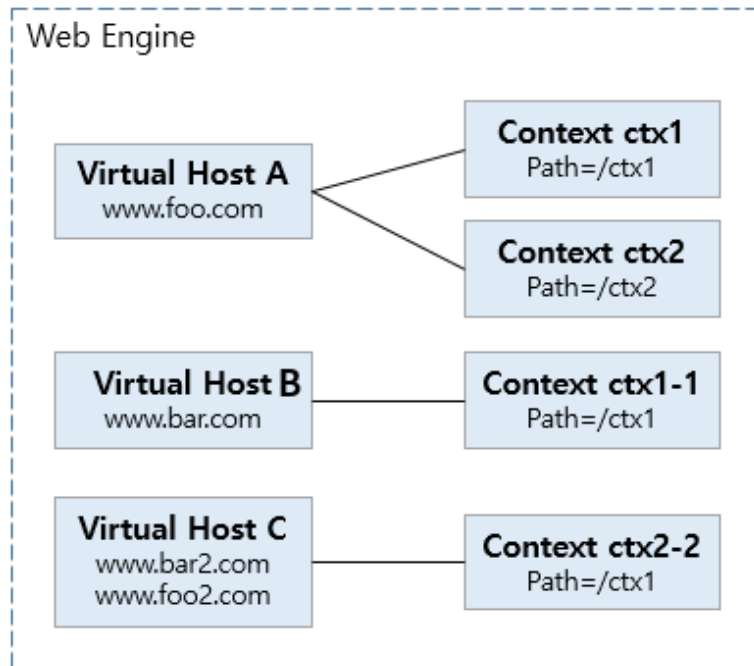 Web Engine
Virtual Host A
www.foo.com
Context ctx1
Path=/ctx1
Context ctx2
Path=/ctx2
Virtual Host B
www.bar.com
Context ctx1-1
Path=/ctx1
Virtual Host C
www.bar2.com
www.foo2.com
Context ctx2-2
Path=/ctx1